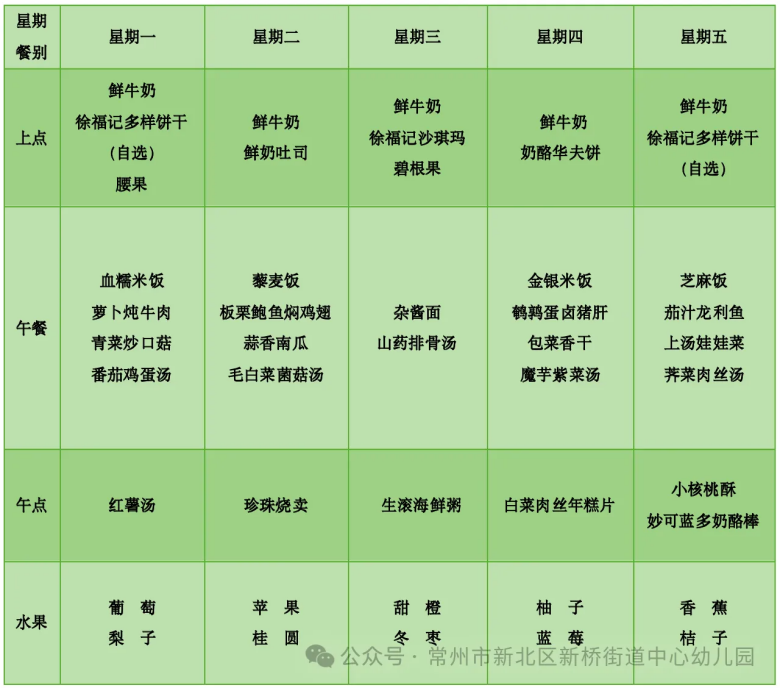 星期
餐别
星期一
星期二
星期三
星期四
星期五
上点
鲜牛奶
徐福记多样饼干
(自选)
腰果
鲜牛奶
鲜奶吐司
鲜牛奶
徐福记沙琪玛
碧根果
鲜牛奶
奶酪华夫饼
鲜牛奶
徐福记多样饼干
(自选)
午餐
血糯米饭
萝卜炖牛肉
青菜炒口菇
番茄鸡蛋汤
藜麦饭
板栗鲍鱼焖鸡翅
蒜香南瓜
毛白菜菌菇汤
杂酱面
山药排骨汤
金银米饭
鹌鹑蛋卤猪肝
包菜香干
魔芋紫菜汤
芝麻饭
茄汁龙利鱼
上汤娃娃菜
荠菜肉丝汤
午点
红薯汤
珍珠烧卖
生滚海鲜粥
白菜肉丝年糕片
小核桃酥
妙可蓝多奶酪棒
水果
葡 萄
梨 子
苹 果
桂 圆
甜 橙
冬 枣
柚 子
蓝 莓
香 蕉
桔 子
公众号·常州市新北区新桥街道中心幼儿园